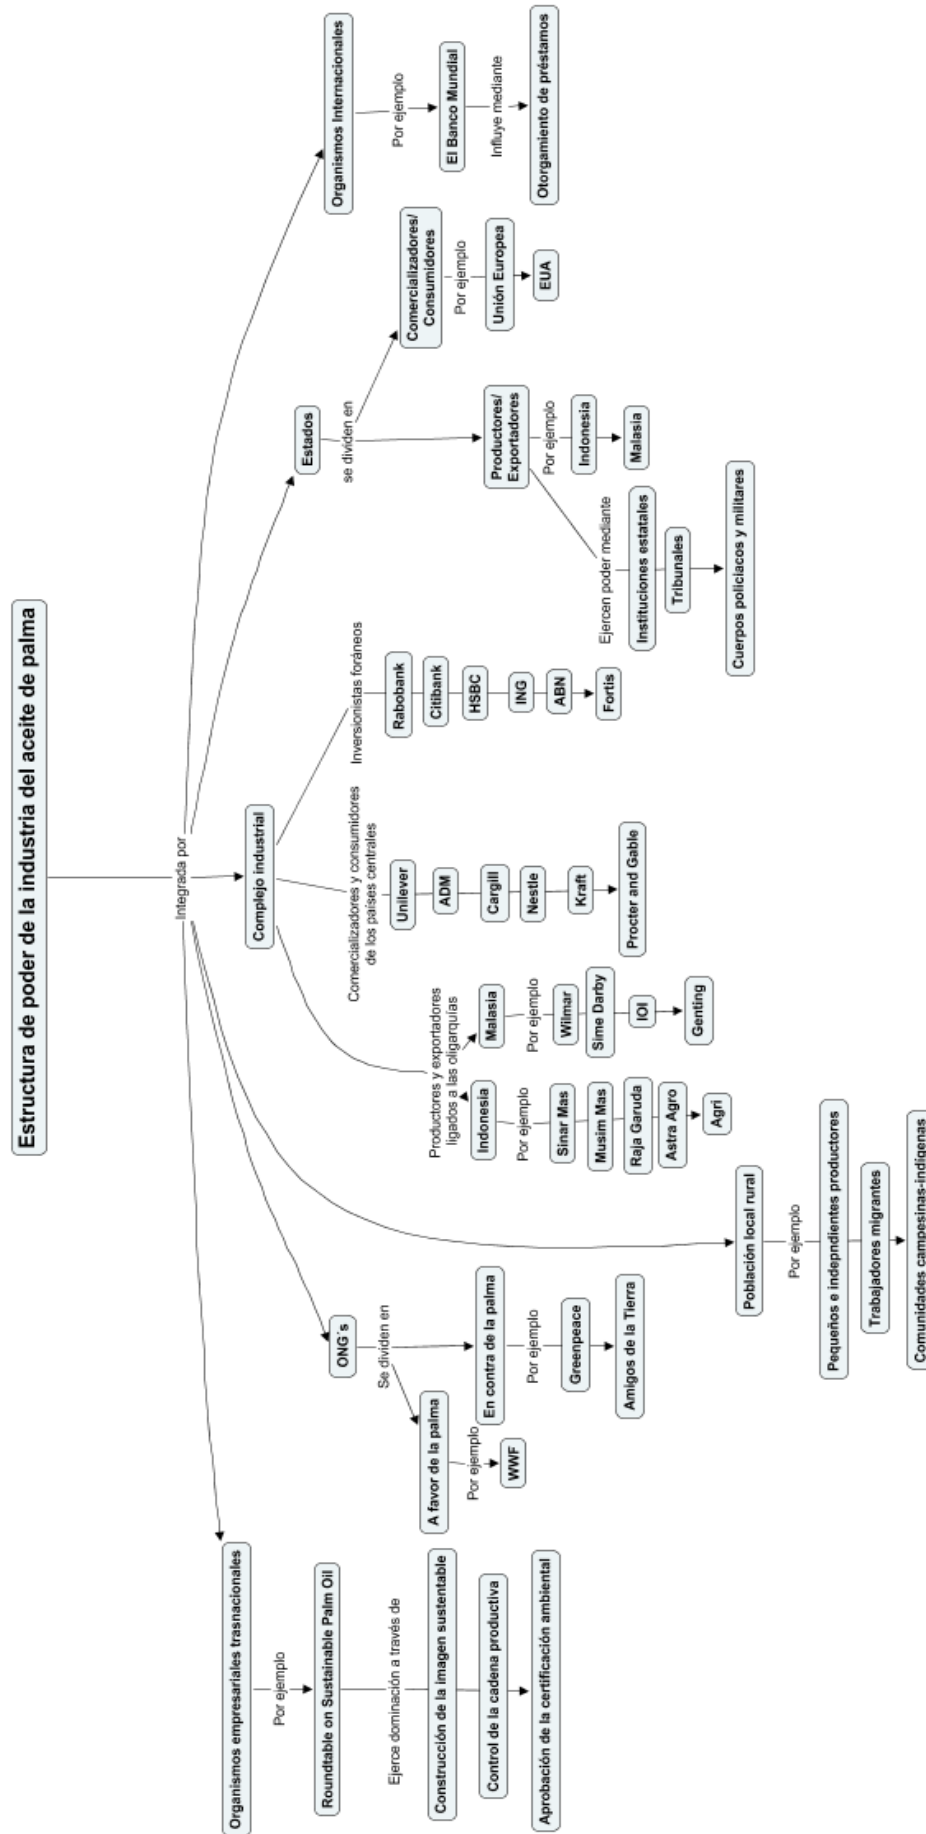 Estructura de poder de la industria del aceite de palma
Integrada por
Organismos empresariales trasnacionales
Por ejemplo
Roundtable on Sustainable Palm Oil
Ejerce dominación a través de
Construcción de la imagen sustentable
Control de la cadena productiva
Aprobación de la certificación ambiental
ONG´s
Se dividen en
A favor de la palma
Por ejemplo
WWF
En contra de la palma
Por ejemplo
Greenpeace
Amigos de la Tierra
Población local rural
Por ejemplo
Pequeños e indepndientes productores
Trabajadores migrantes
Comunidades campesinas-indígenas
Complejo industrial
Productores y exportadores
ligados a las oligarquías
Indonesia
Por ejemplo
Sinar Mas
Musim Mas
Raja Garuda
Astra Agro
Agri
Malasia
Por ejemplo
Wilmar
Sime Darby
IOI
Genting
Comercializadores y consumidores
de los países centrales
Unilever
ADM
Cargill
Nestle
Kraft
Procter and Gable
Inversionistas foráneos
Rabobank
Citibank
HSBC
ING
ABN
Fortis
Estados
se dividen en
Productores/
Exportadores
Ejercen poder mediante
Instituciones estatales
Tribunales
Cuerpos policiacos y militares
Por ejemplo
Indonesia
Malasia
Comercializadores/
Consumidores
Por ejemplo
Unión Europea
EUA
Organismos Internacionales
Por ejemplo
El Banco Mundial
Influye mediante
Otorgamiento de préstamos